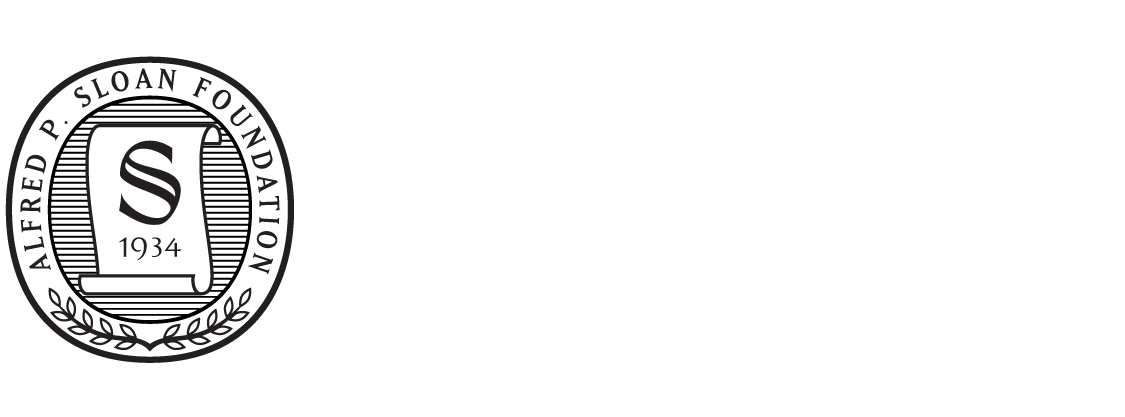 ALFRED P. SLOAN FOUNDATION
S
1934